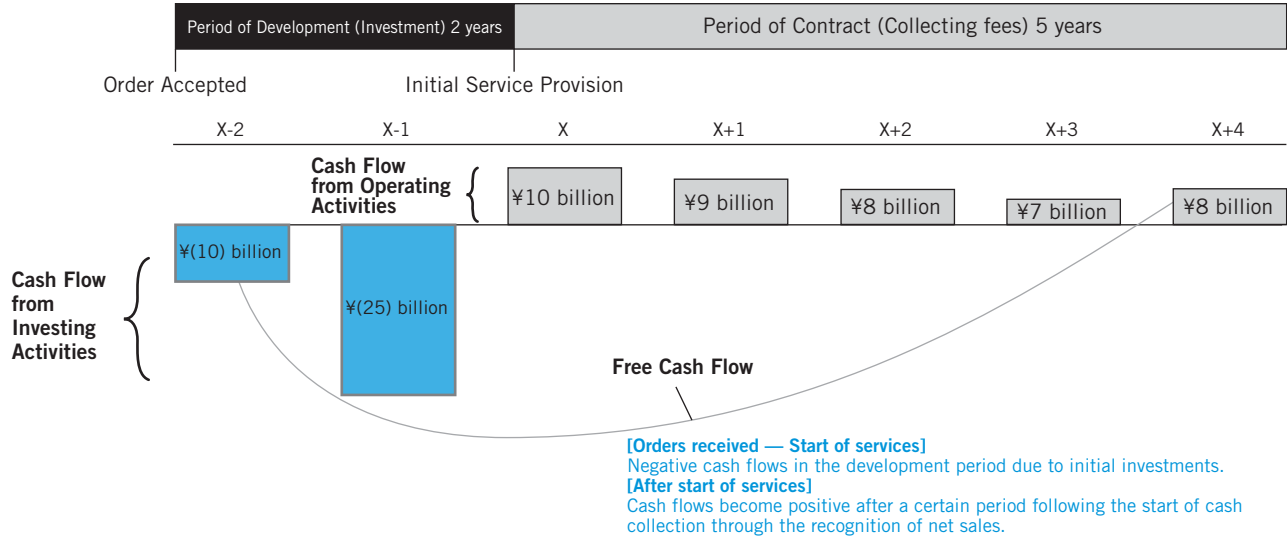 Period of Development (Investment) 2 years
Period of Contract (Collecting fees) 5 years
Order Accepted
Initial Service Provision
X-2
X-1
X
X+1
X+2
X+3
X+4
Cash Flow
from Operating
Activities
¥10 billion
¥9 billion
¥8 billion
¥7 billion
¥8 billion
¥(10) billion
¥(25) billion
Cash Flow
from
Investing
Activities
Free Cash Flow
[Orders received — Start of services]
Negative cash flows in the development period due to initial investments.
[After start of services]
Cash flows become positive after a certain period following the start of cash
collection through the recognition of net sales.